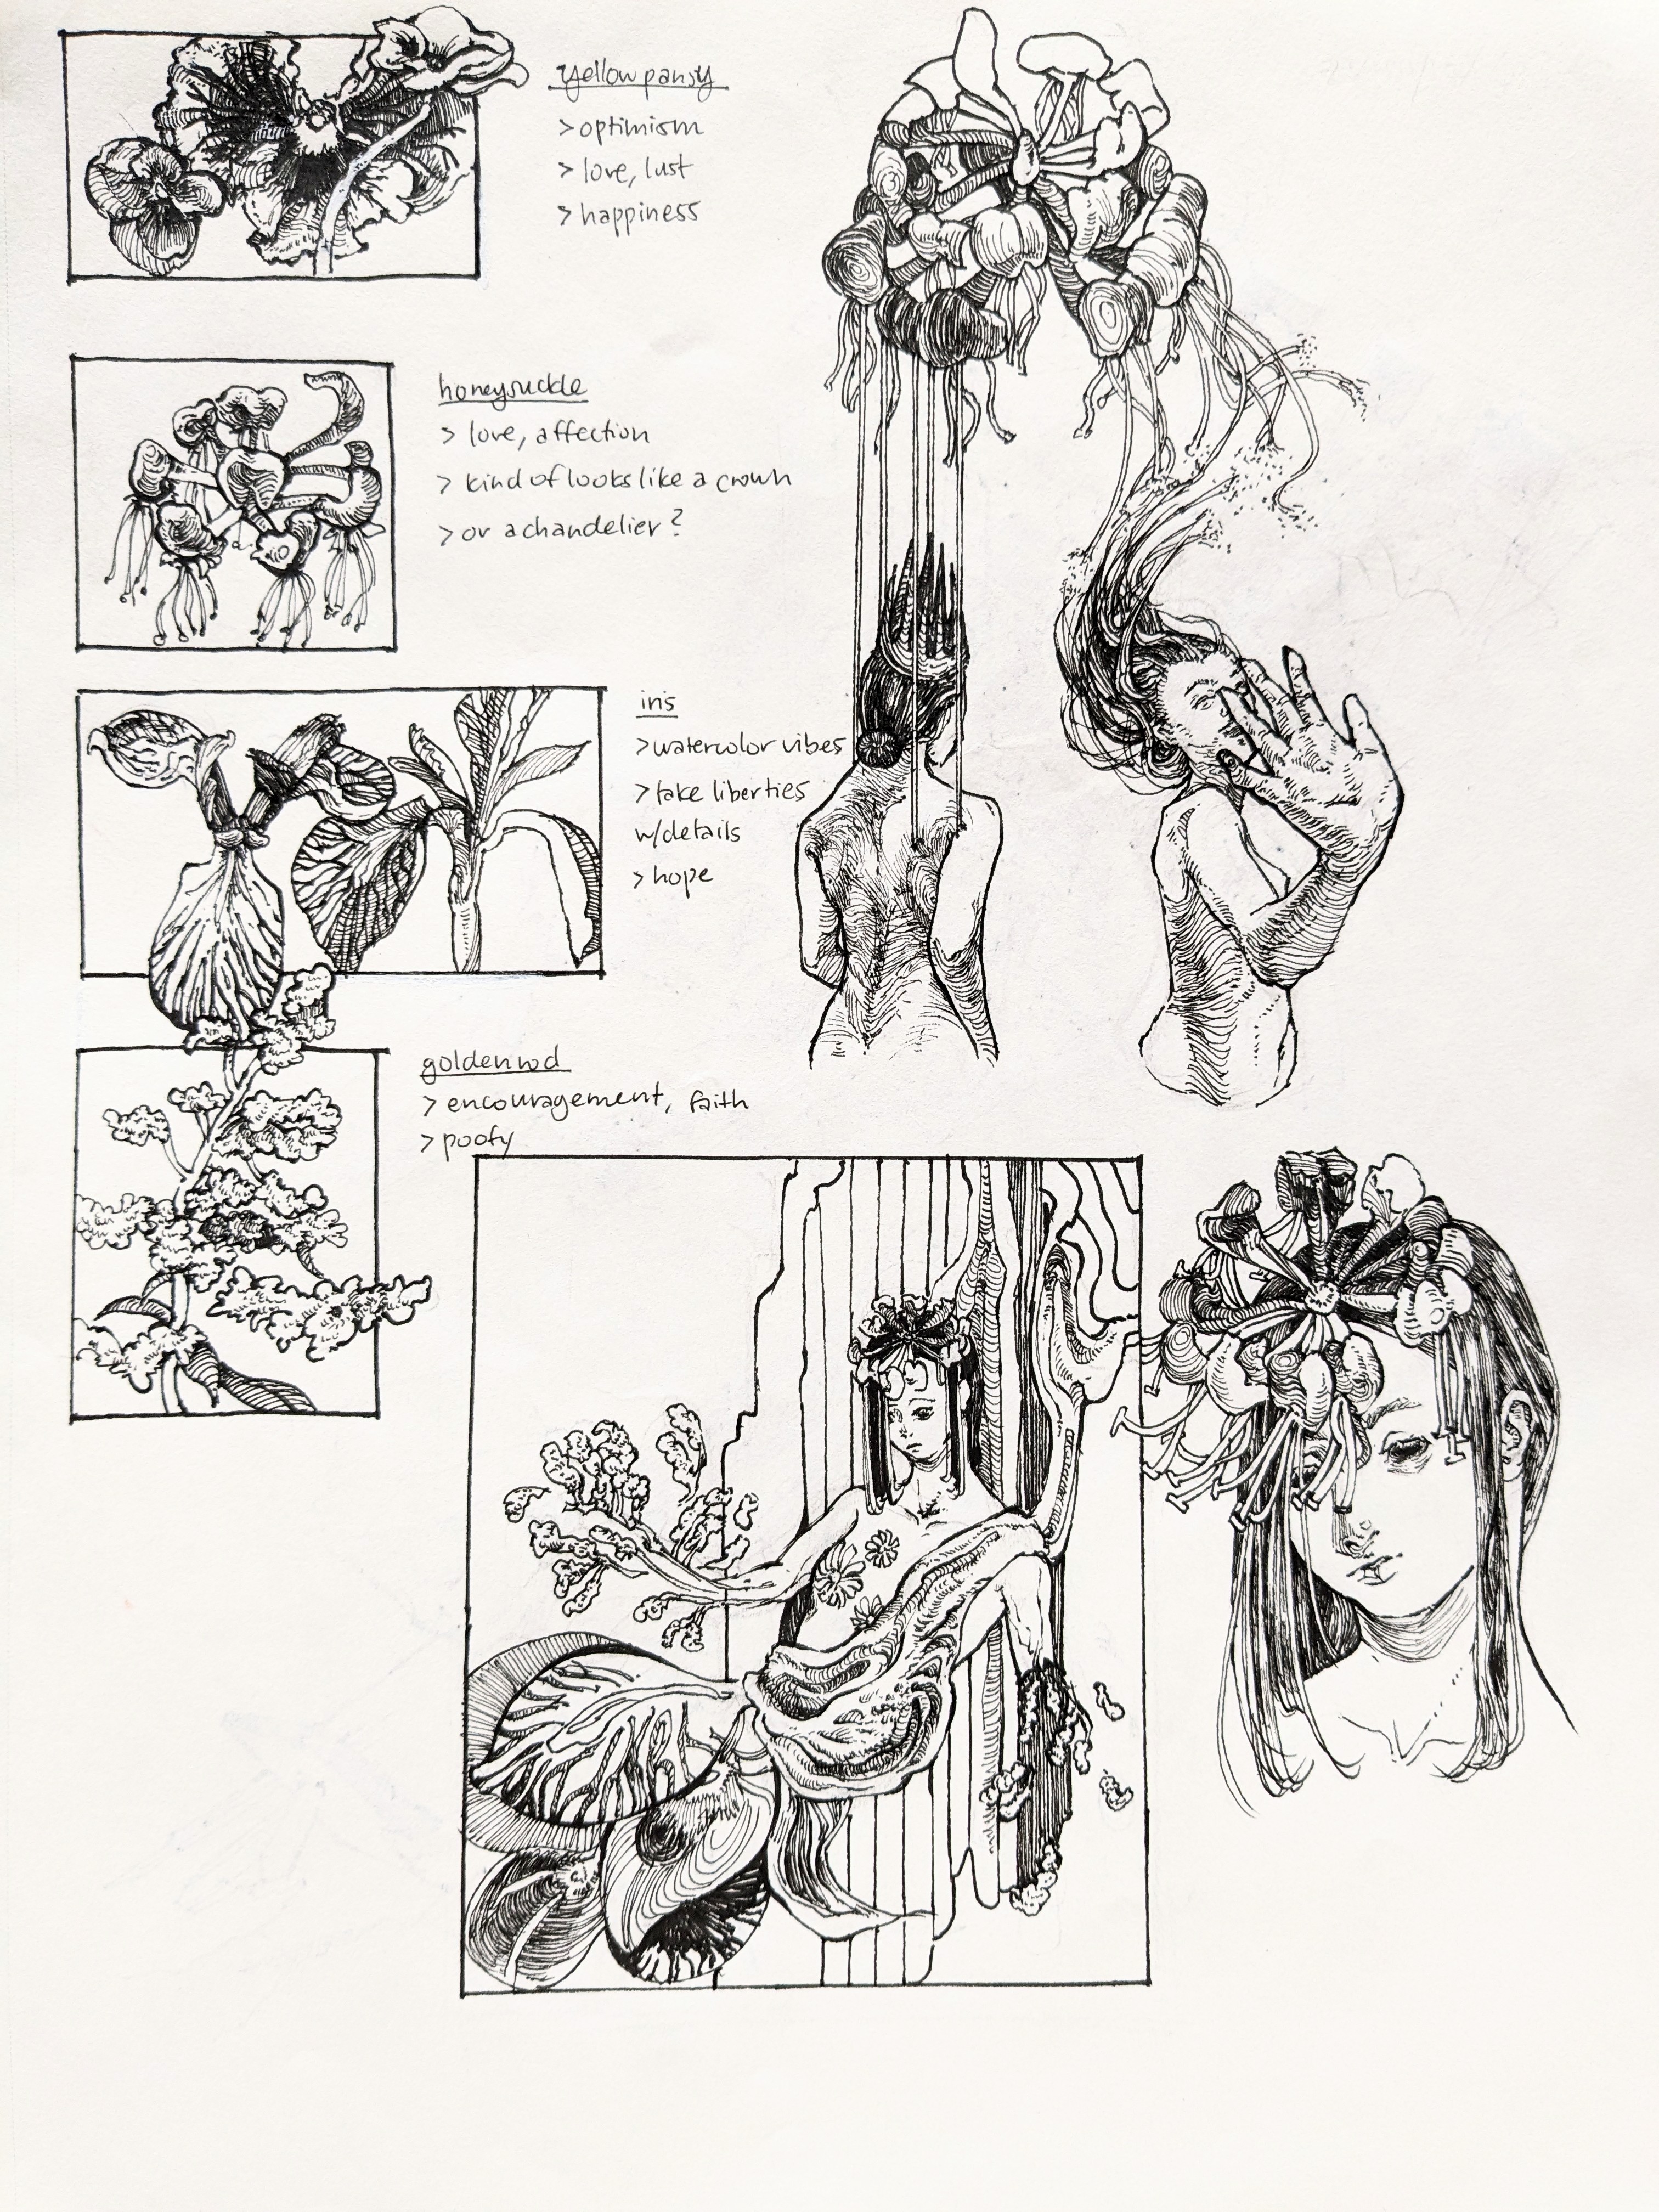 yellow pansy
> optimism
> love, lust
> happiness
honeysuckle
> love, affection
> kind of looks like a crown
> or a chandelier?
iris
> watercolor vibes
> take liberties
w/details
> hope
goldenrod
> encouragement, faith
> poofy